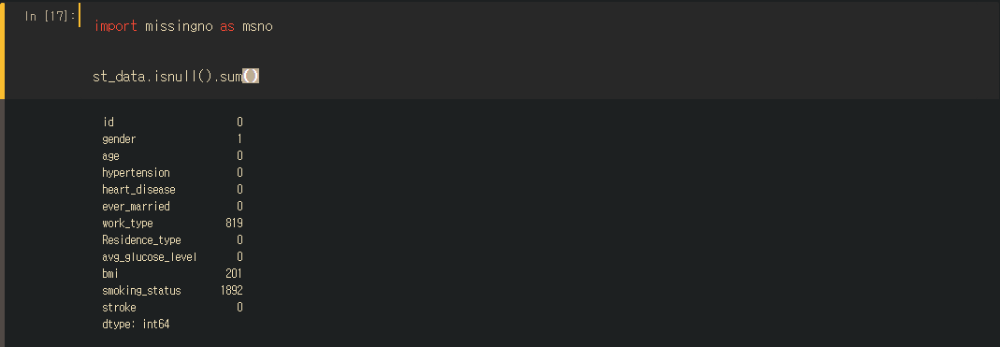 In [17]:
import missingno as msno
st_data.isnull().sum()
id 0
gender 1
age 0
hypertension 0
heart_disease 0
ever_married 0
work_type 819
Residence_type 0
avg_glucose_level 0
bmi 201
smoking_status 1892
stroke 0
dtype: int64